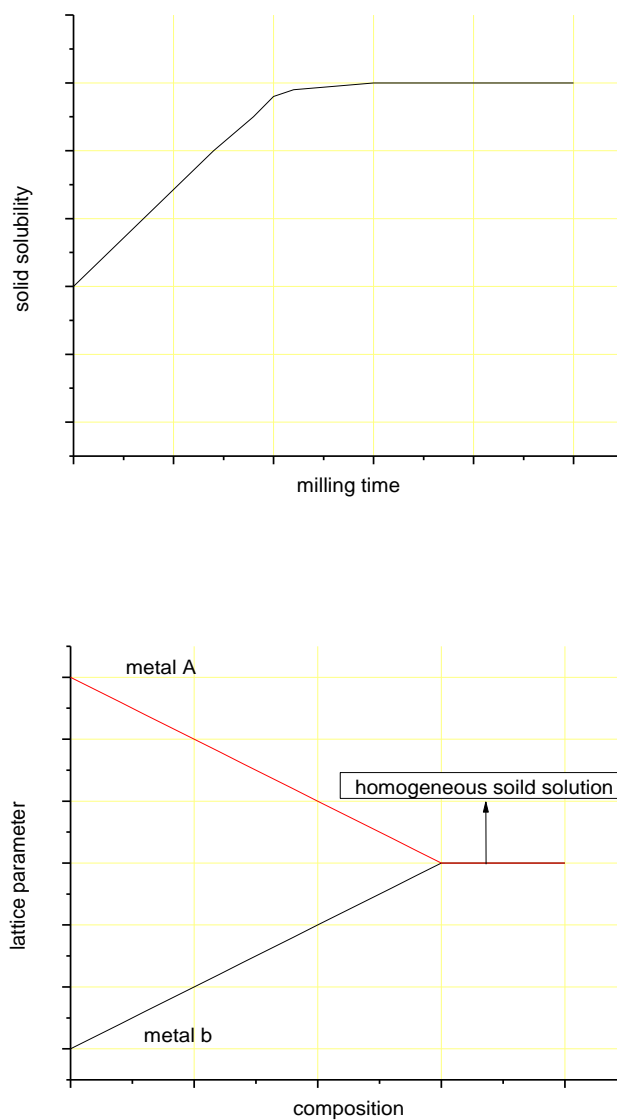 solid solubility
milling time
metal A
homogeneous soild solution
lattice parameter
metal b
composition